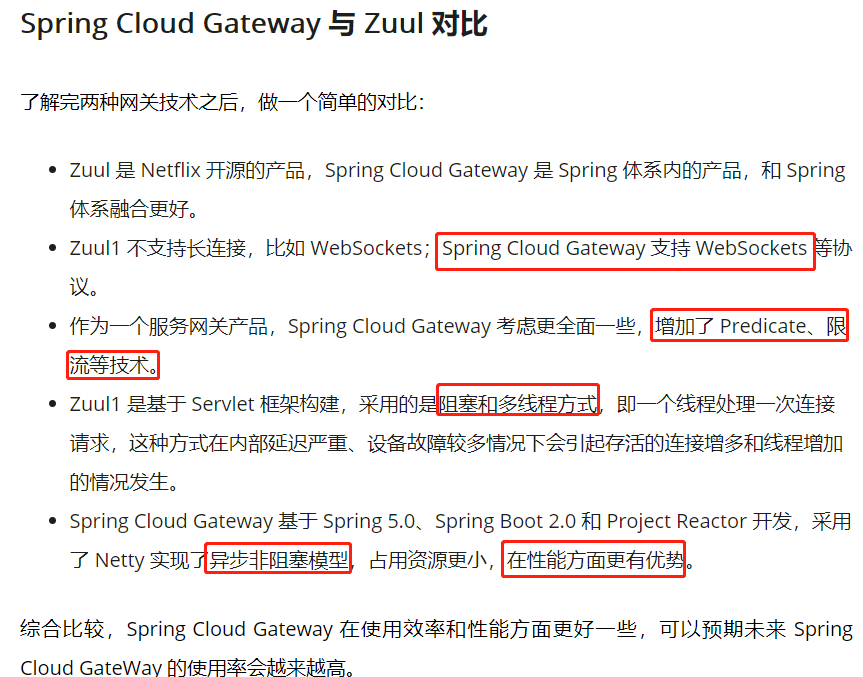 Spring Cloud Gateway 与 Zuul 对比
了解完两种网关技术之后，做一个简单的对比：
• Zuul 是 Netflix 开源的产品，Spring Cloud Gateway 是 Spring 体系内的产品，和 Spring
体系融合更好。
• Zuul1 不支持长连接，比如 WebSockets；Spring Cloud Gateway 支持 WebSockets 等协
议。
• 作为一个服务网关产品，Spring Cloud Gateway 考虑更全面一些，增加了 Predicate、限
流等技术。
• Zuul1 是基于 Servlet 框架构建，采用的是阻塞和多线程方式，即一个线程处理一次连接
请求，这种方式在内部延迟严重、设备故障较多情况下会引起存活的连接增多和线程增加
的情况发生。
• Spring Cloud Gateway 基于 Spring 5.0、Spring Boot 2.0 和 Project Reactor 开发，采用
了 Netty 实现了异步非阻塞模型，占用资源更小，在性能方面更有优势。
综合比较，Spring Cloud Gateway 在使用效率和性能方面更好一些，可以预期未来 Spring
Cloud GateWay 的使用率会越来越高。